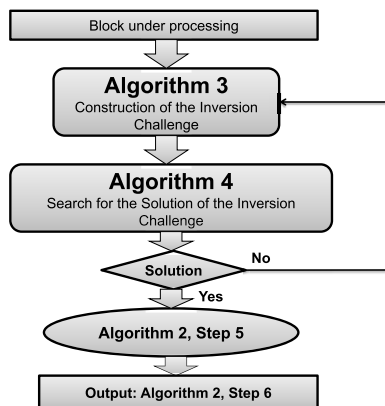 Block under processing
Algorithm 3
Construction of the Inversion
Challenge
Algorithm 4
Search for the Solution of the Inversion
Challenge
Solution
No
Yes
Algorithm 2, Step 5
Output: Algorithm 2, Step 6